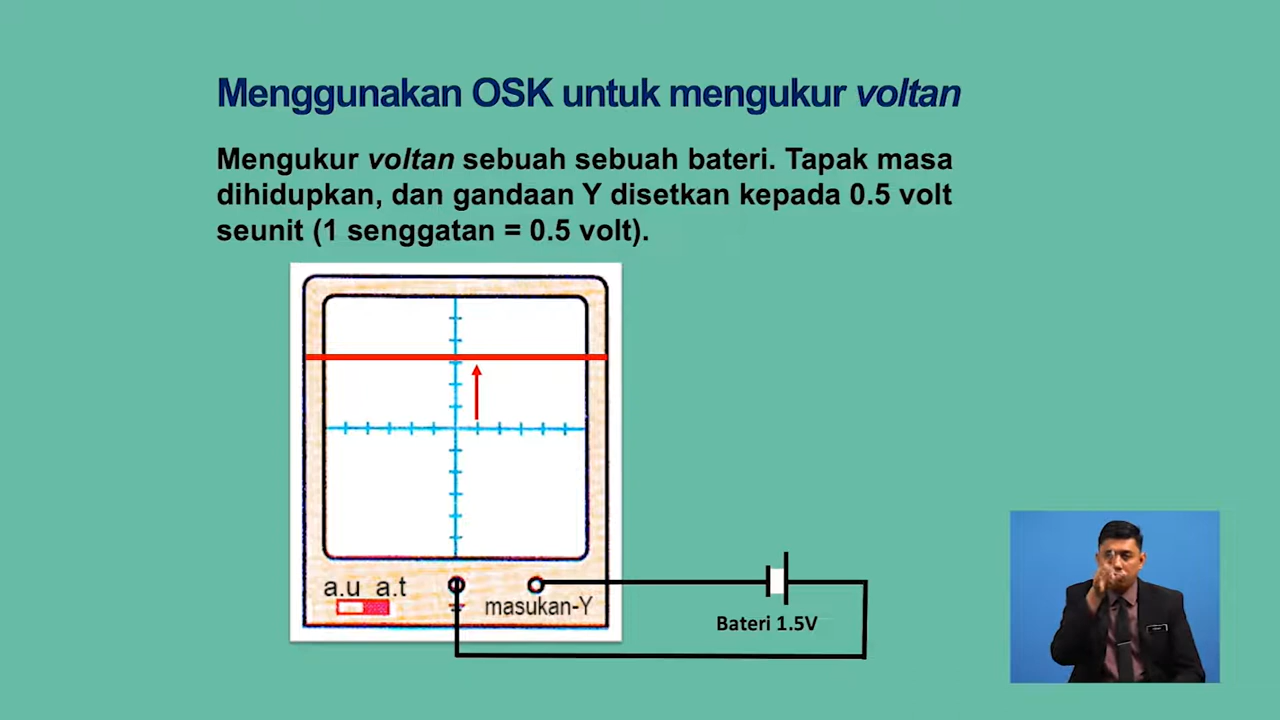 Menggunakan OSK untuk mengukur voltan
Mengukur voltan sebuah sebuah bateri. Tapak masa
dihidupkan, dan gandaan Y disetkan kepada 0.5 volt
seunit (1 senggatan = 0.5 volt).
a.u a.t
masukan-Y
Bateri 1.5V